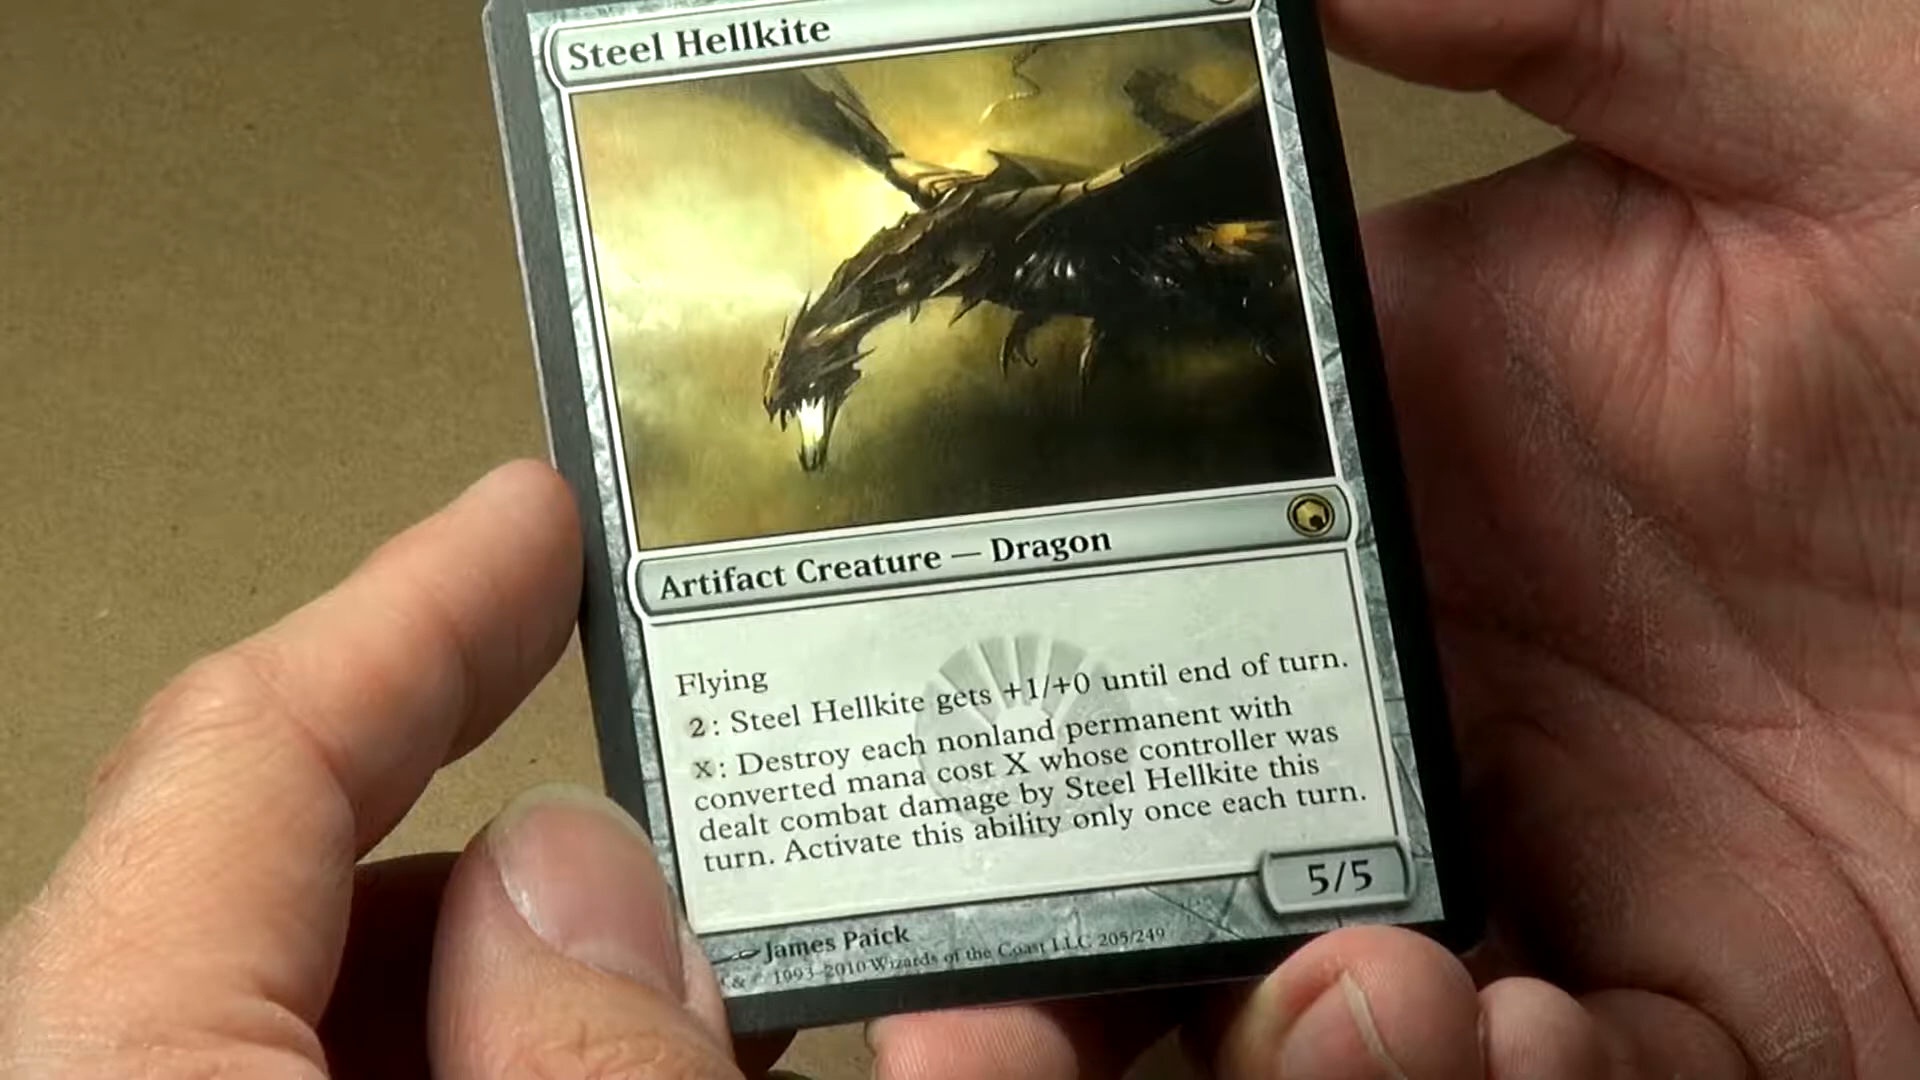 Steel Hellkite
Artifact Creature — Dragon
Flying
2: Steel Hellkite gets +1/+0 until end of turn.
X: Destroy each nonland permanent with
converted mana cost X whose controller was
dealt combat damage by Steel Hellkite this
turn. Activate this ability only once each turn.
5/5
James Paick
& © 1993–2010 Wizards of the Coast LLC 205/249